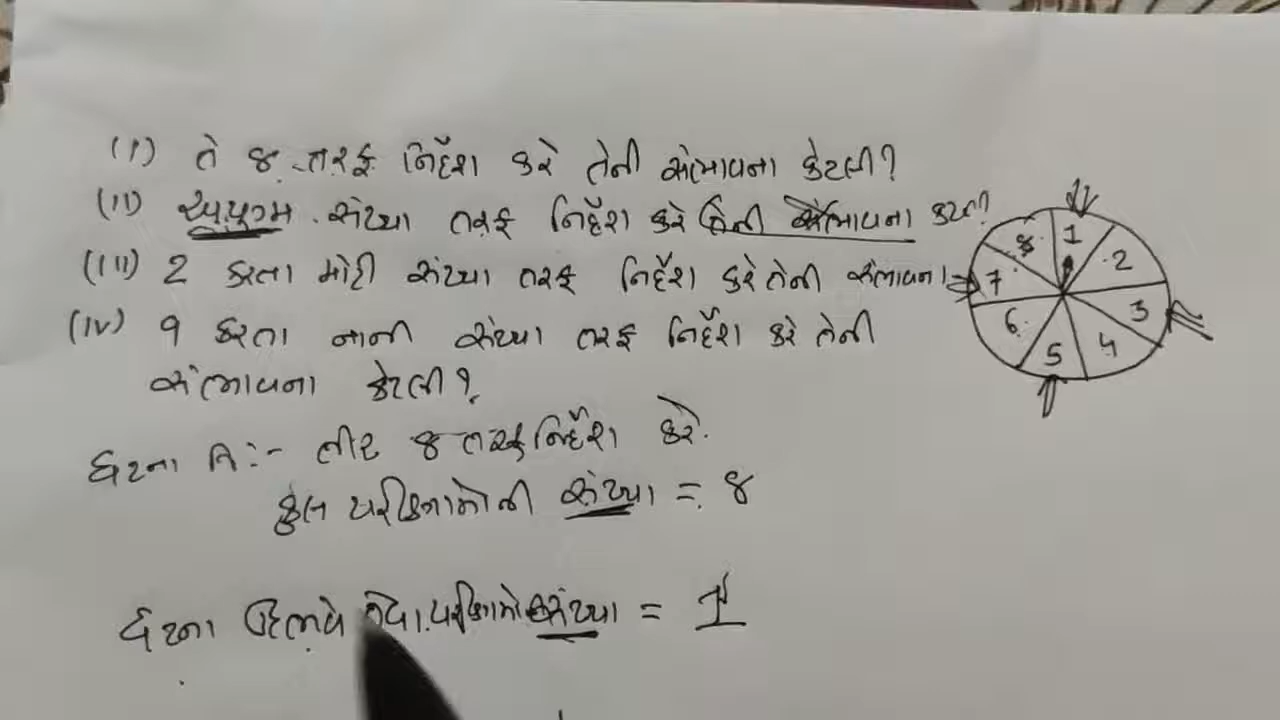 (I) તે 8 તરફ નિર્દેશ કરે તેની સંભાવના કેટલી?
(II) અયુગ્મ સંખ્યા તરફ નિર્દેશ કરે તેની સંભાવના કેટલી?
(III) 2 કરતા મોટી સંખ્યા તરફ નિર્દેશ કરે તેની સંભાવના
(IV) 9 કરતા નાની સંખ્યા તરફ નિર્દેશ કરે તેની
સંભાવના કેટલી?
ઘટના A :- તીર 8 તરફ નિર્દેશ કરે.
કુલ પરીણામોની સંખ્યા = 8
ઘટના ઉદ્ભવે તેવા પરીણામો સંખ્યા = 1
1
2
3
4
5
6
7
8